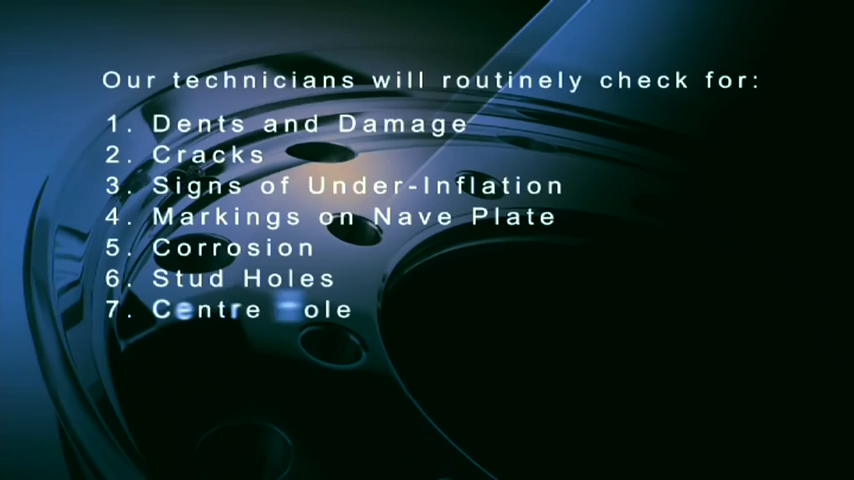 Our technicians will routinely check for:
1. Dents and Damage
2. Cracks
3. Signs of Under-Inflation
4. Markings on Nave Plate
5. Corrosion
6. Stud Holes
7. Centre Hole